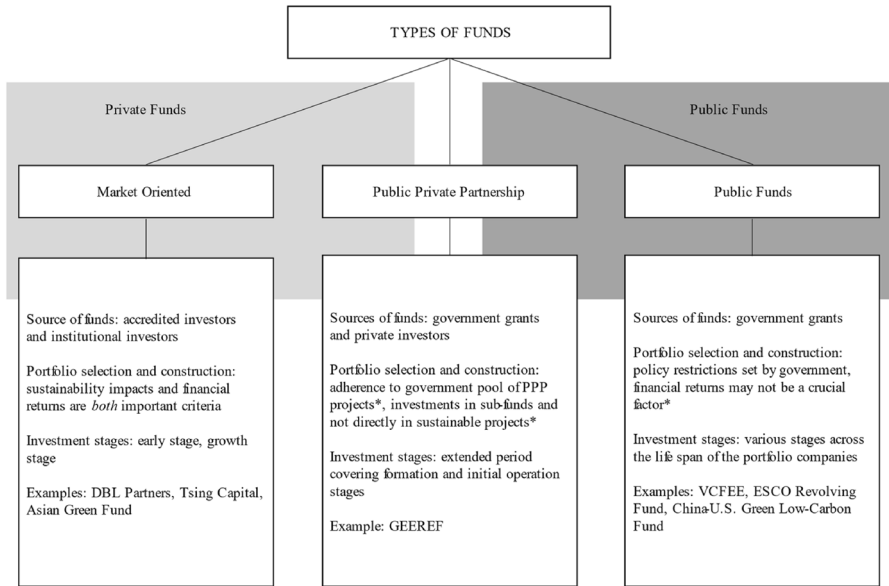 TYPES OF FUNDS
Private Funds
Public Funds
Market Oriented
Public Private Partnership
Public Funds
Source of funds: accredited investors
and institutional investors
Portfolio selection and construction:
sustainability impacts and financial
returns are both important criteria
Investment stages: early stage, growth
stage
Examples: DBL Partners, Tsing Capital,
Asian Green Fund
Sources of funds: government grants
and private investors
Portfolio selection and construction:
adherence to government pool of PPP
projects*, investments in sub-funds and
not directly in sustainable projects*
Investment stages: extended period
covering formation and initial operation
stages
Example: GEEREF
Sources of funds: government grants
Portfolio selection and construction:
policy restrictions set by government,
financial returns may not be a crucial
factor*
Investment stages: various stages across
the life span of the portfolio companies
Examples: VCFEE, ESCO Revolving
Fund, China-U.S. Green Low-Carbon
Fund